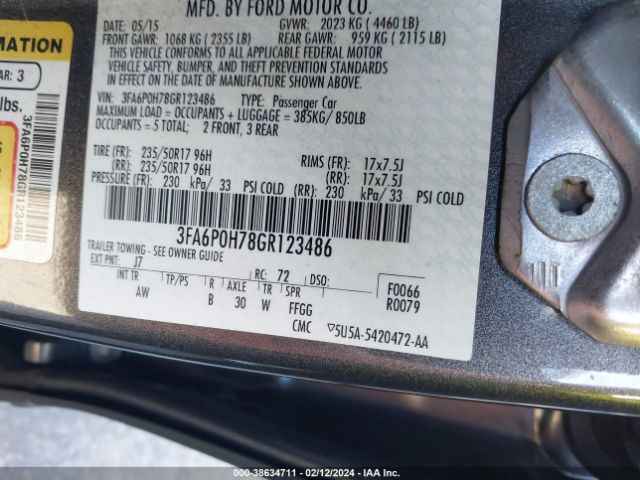 MFD. BY FORD MOTOR CO.
DATE: 05/15 GVWR: 2023 KG ( 4460 LB)
FRONT GAWR: 1068 KG ( 2355 LB) REAR GAWR: 959 KG ( 2115 LB)
THIS VEHICLE CONFORMS TO ALL APPLICABLE FEDERAL MOTOR
VEHICLE SAFETY, BUMPER, AND THEFT PREVENTION STANDARDS
IN EFFECT ON THE DATE OF MANUFACTURE SHOWN ABOVE.
VIN: 3FA6P0H78GR123486 TYPE: Passenger Car
MAXIMUM LOAD = OCCUPANTS + LUGGAGE = 385KG/ 850LB
OCCUPANTS = 5 TOTAL; 2 FRONT, 3 REAR
TIRE (FR): 235/50R17 96H RIMS (FR): 17x7.5J
(RR): 235/50R17 96H (RR): 17x7.5J
PRESSURE (FR): 230 kPa/ 33 PSI COLD (RR): 230 kPa/ 33 PSI COLD
3FA6P0H78GR123486
TRAILER TOWING - SEE OWNER GUIDE
EXT PNT: J7 RC: 72 DSO: F0066
INT TR TP/PS R AXLE TR SPR R0079
AW B 30 W FFGG
CMC ▽5U5A-5420472-AA
MATION
AR: 3
lbs.
3FA6P0H78GR123486
000-38634711 - 02/12/2024 - IAA Inc.